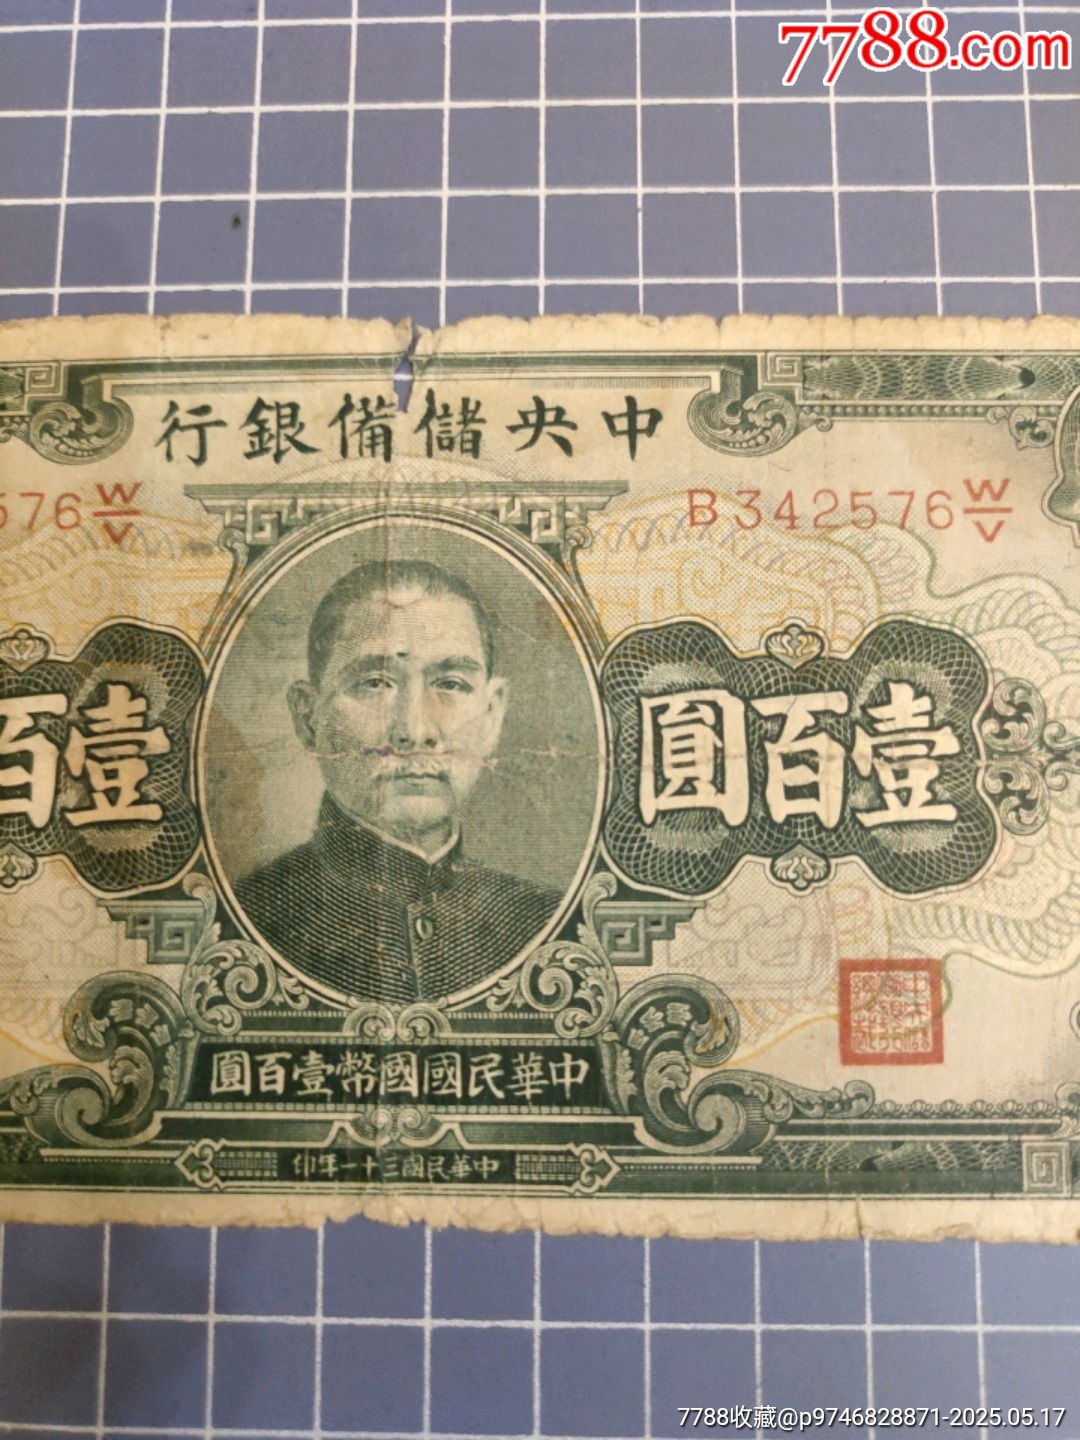 7788.com
中央儲備銀行
576 W/V
B342576 W/V
壹百
壹百圓
中華民國國幣壹百圓
中華民國三十一年印
7788收藏@p9746828871-2025.05.17